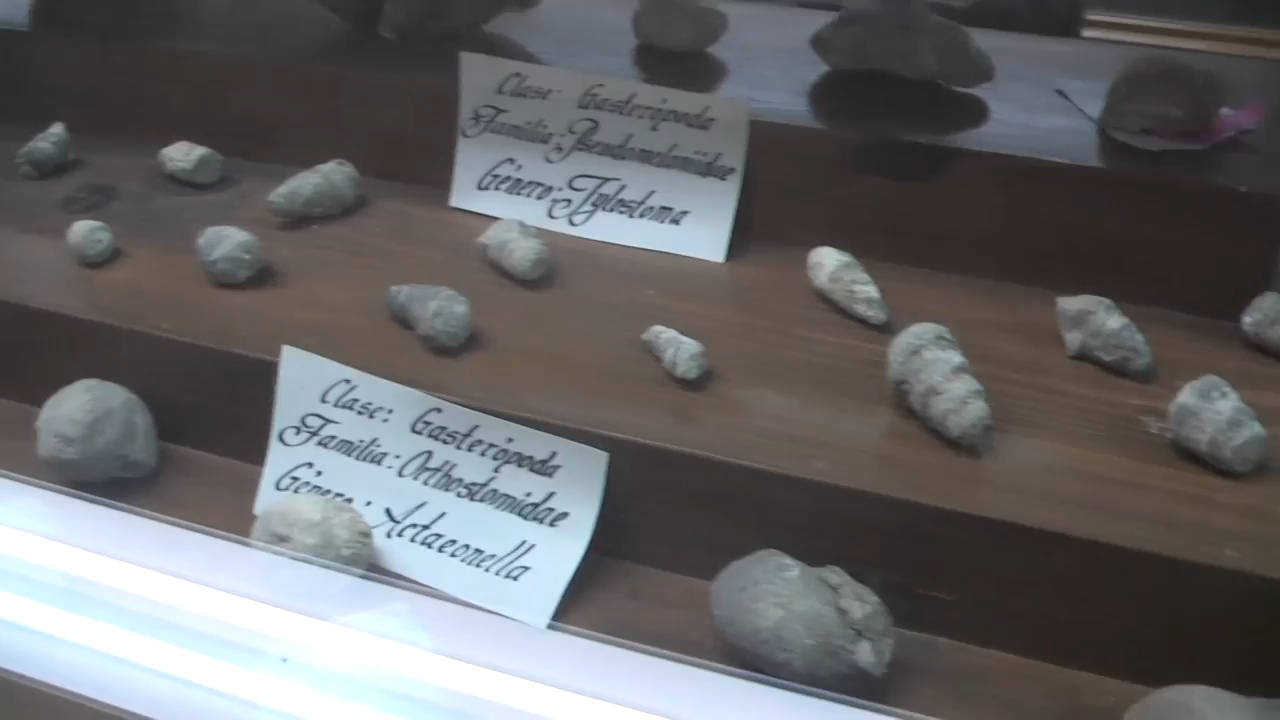 Clase: Gasterópoda
Familia: Pseudomelaniidae
Género: Tylostoma
Clase: Gasterópoda
Familia: Orthostomidae
Género: Actaeonella